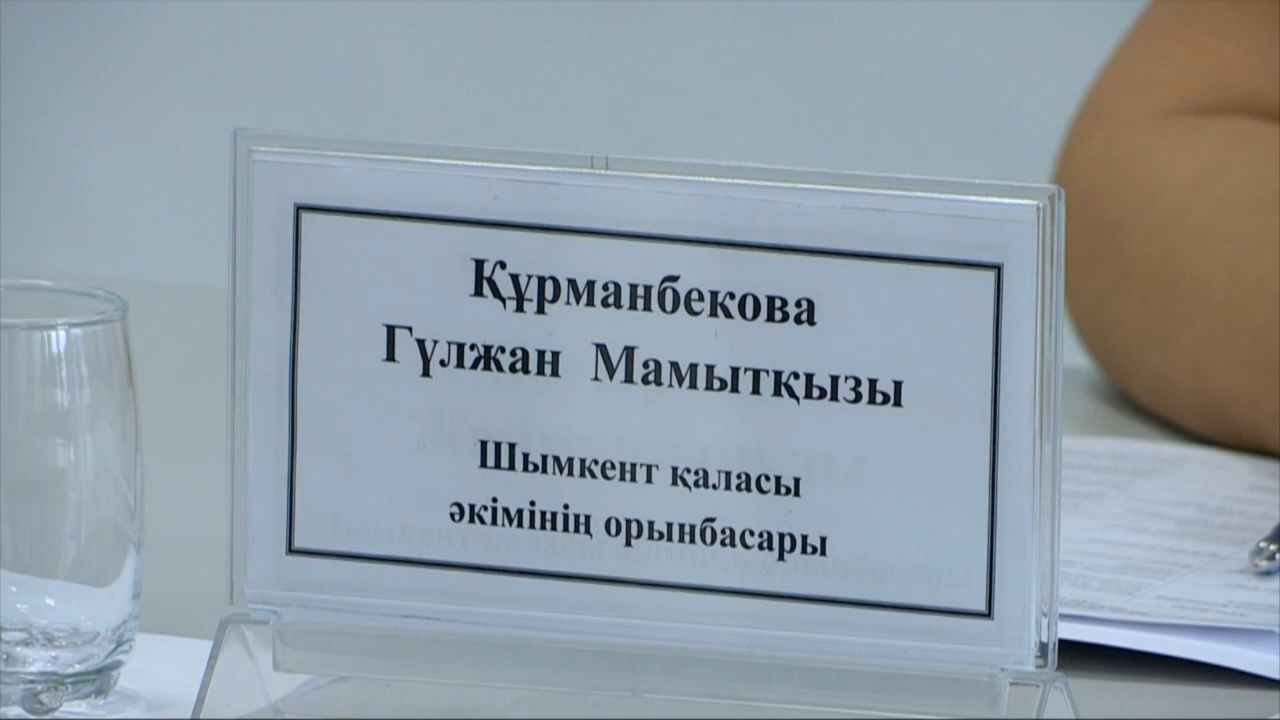 Құрманбекова
Гүлжан Мамытқызы
Шымкент қаласы
әкімінің орынбасары